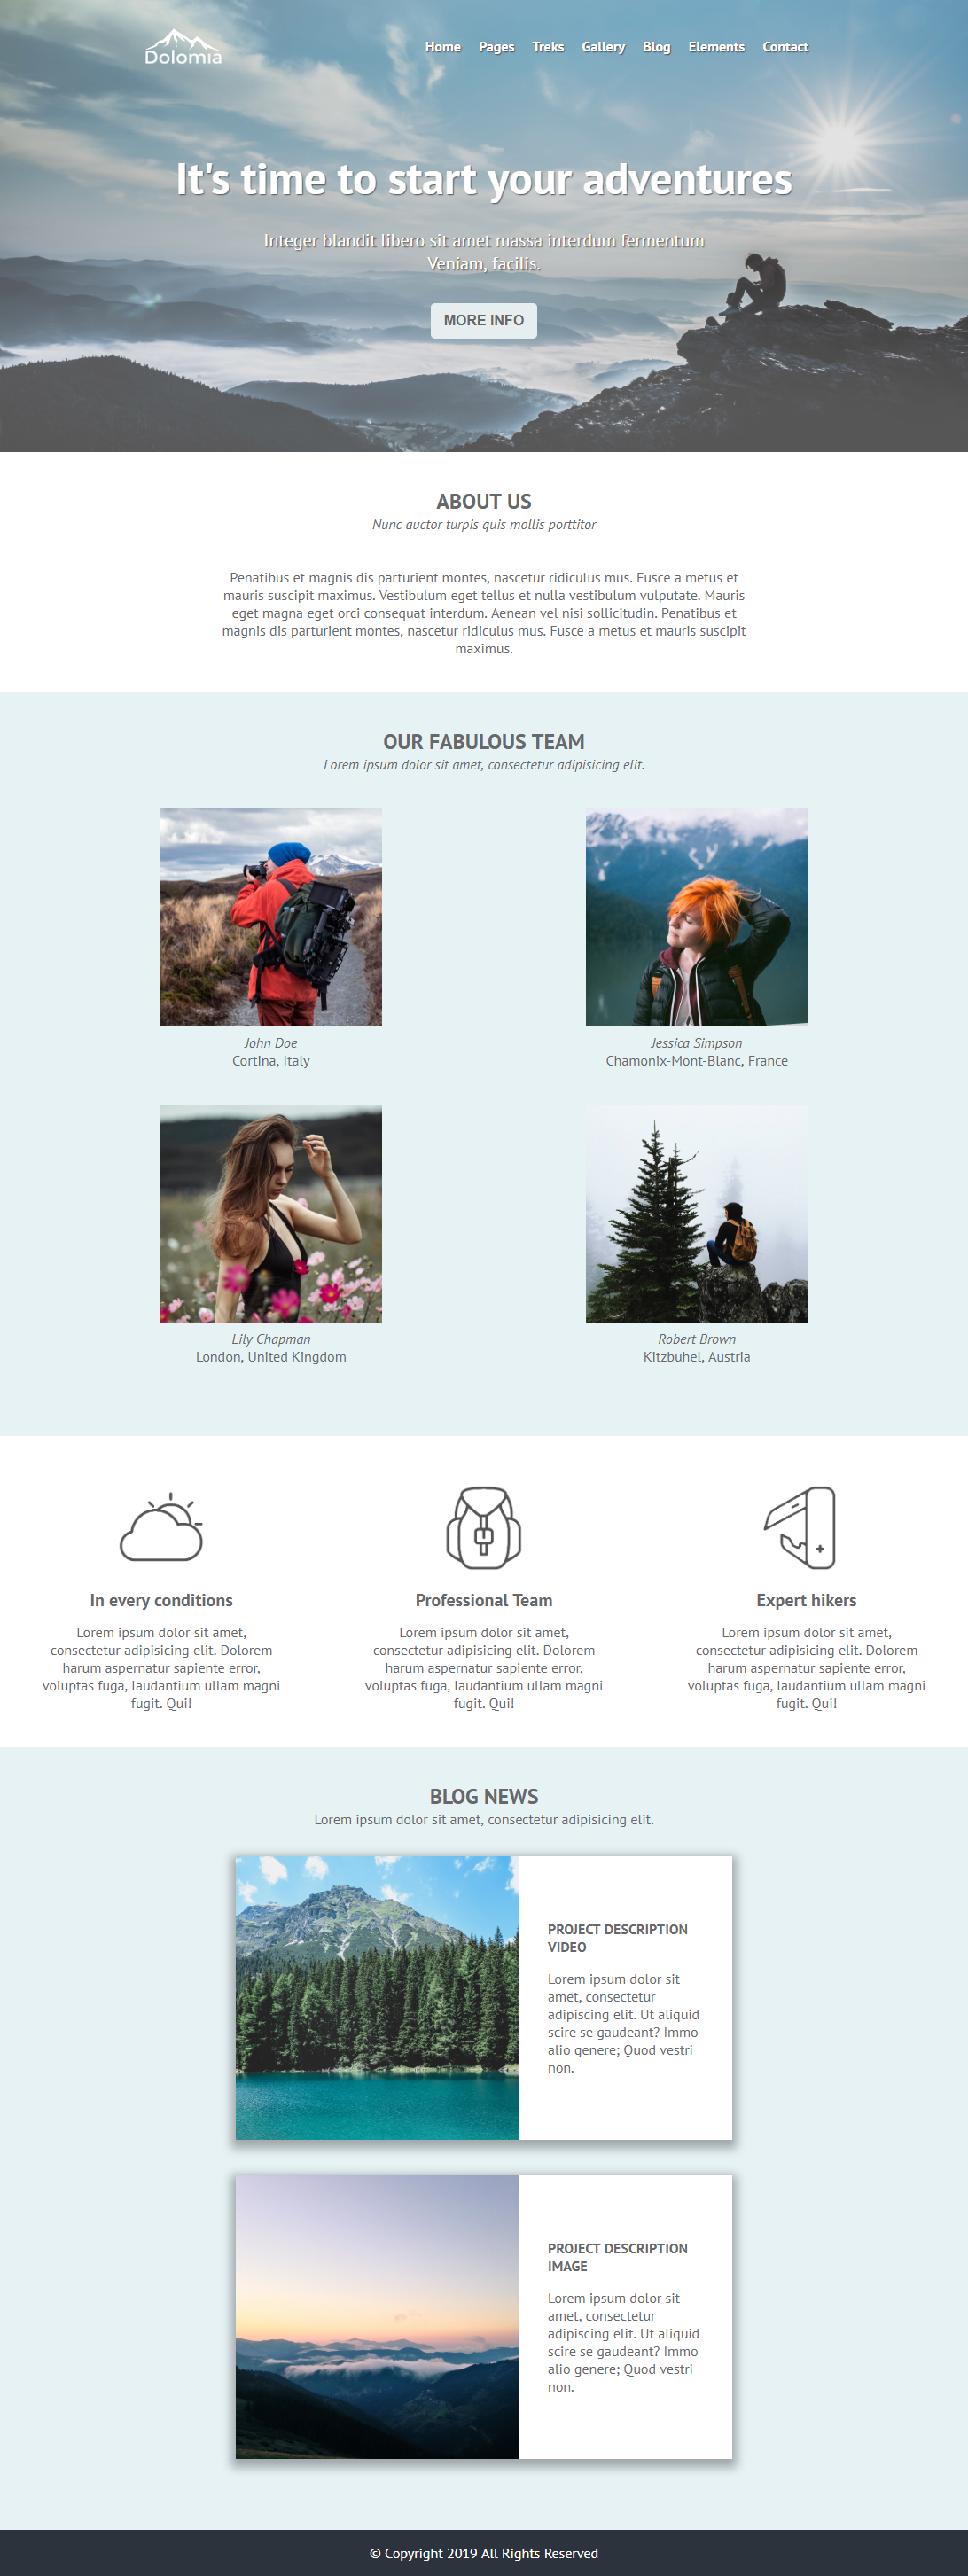 Dolomia
Home Pages Treks Gallery Blog Elements Contact
It's time to start your adventures
Integer blandit libero sit amet massa interdum fermentum
Veniam, facilis.
MORE INFO
ABOUT US
Nunc auctor turpis quis mollis porttitor
Penatibus et magnis dis parturient montes, nascetur ridiculus mus. Fusce a metus et
mauris suscipit maximus. Vestibulum eget tellus et nulla vestibulum vulputate. Mauris
eget magna eget orci consequat interdum. Aenean vel nisi sollicitudin. Penatibus et
magnis dis parturient montes, nascetur ridiculus mus. Fusce a metus et mauris suscipit
maximus.
OUR FABULOUS TEAM
Lorem ipsum dolor sit amet, consectetur adipisicing elit.
John Doe
Cortina, Italy
Jessica Simpson
Chamonix-Mont-Blanc, France
Lily Chapman
London, United Kingdom
Robert Brown
Kitzbuhel, Austria
In every conditions
Lorem ipsum dolor sit amet,
consectetur adipisicing elit. Dolorem
harum aspernatur sapiente error,
voluptas fuga, laudantium ullam magni
fugit. Qui!
Professional Team
Lorem ipsum dolor sit amet,
consectetur adipisicing elit. Dolorem
harum aspernatur sapiente error,
voluptas fuga, laudantium ullam magni
fugit. Qui!
Expert hikers
Lorem ipsum dolor sit amet,
consectetur adipisicing elit. Dolorem
harum aspernatur sapiente error,
voluptas fuga, laudantium ullam magni
fugit. Qui!
BLOG NEWS
Lorem ipsum dolor sit amet, consectetur adipisicing elit.
PROJECT DESCRIPTION
VIDEO
Lorem ipsum dolor sit
amet, consectetur
adipiscing elit. Ut aliquid
scire se gaudeant? Immo
alio genere; Quod vestri
non.
PROJECT DESCRIPTION
IMAGE
Lorem ipsum dolor sit
amet, consectetur
adipiscing elit. Ut aliquid
scire se gaudeant? Immo
alio genere; Quod vestri
non.
© Copyright 2019 All Rights Reserved